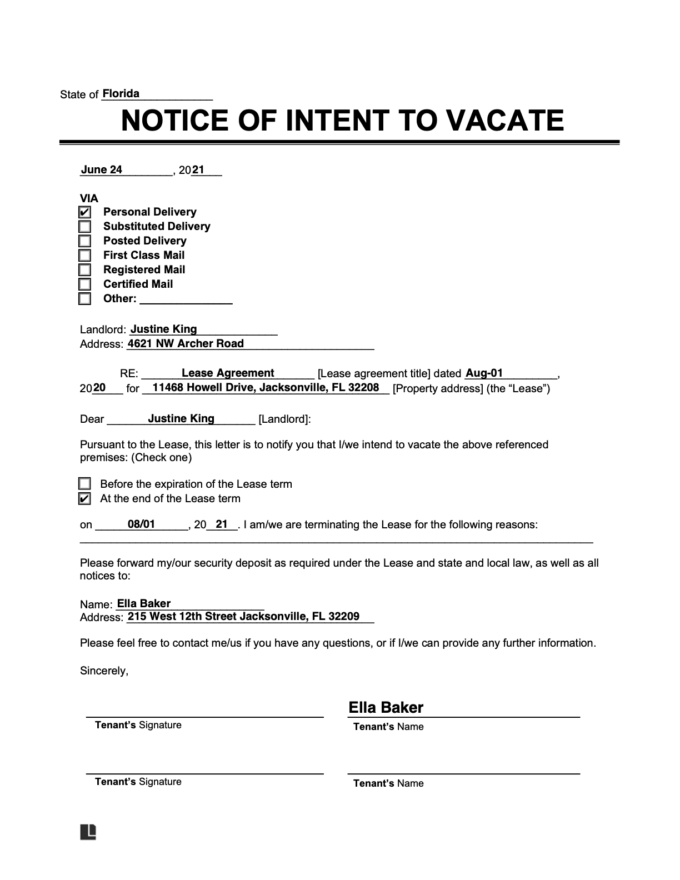 State of Florida
NOTICE OF INTENT TO VACATE
June 24, 2021
VIA
Personal Delivery
Substituted Delivery
Posted Delivery
First Class Mail
Registered Mail
Certified Mail
Other:
Landlord: Justine King
Address: 4621 NW Archer Road
RE: Lease Agreement [Lease agreement title] dated Aug-01,
2020 for 11468 Howell Drive, Jacksonville, FL 32208 [Property address] (the “Lease”)
Dear Justine King [Landlord]:
Pursuant to the Lease, this letter is to notify you that I/we intend to vacate the above referenced
premises: (Check one)
Before the expiration of the Lease term
At the end of the Lease term
on 08/01, 20 21. I am/we are terminating the Lease for the following reasons:
Please forward my/our security deposit as required under the Lease and state and local law, as well as all
notices to:
Name: Ella Baker
Address: 215 West 12th Street Jacksonville, FL 32209
Please feel free to contact me/us if you have any questions, or if I/we can provide any further information.
Sincerely,
Ella Baker
Tenant’s Signature Tenant’s Name
Tenant’s Signature Tenant’s Name